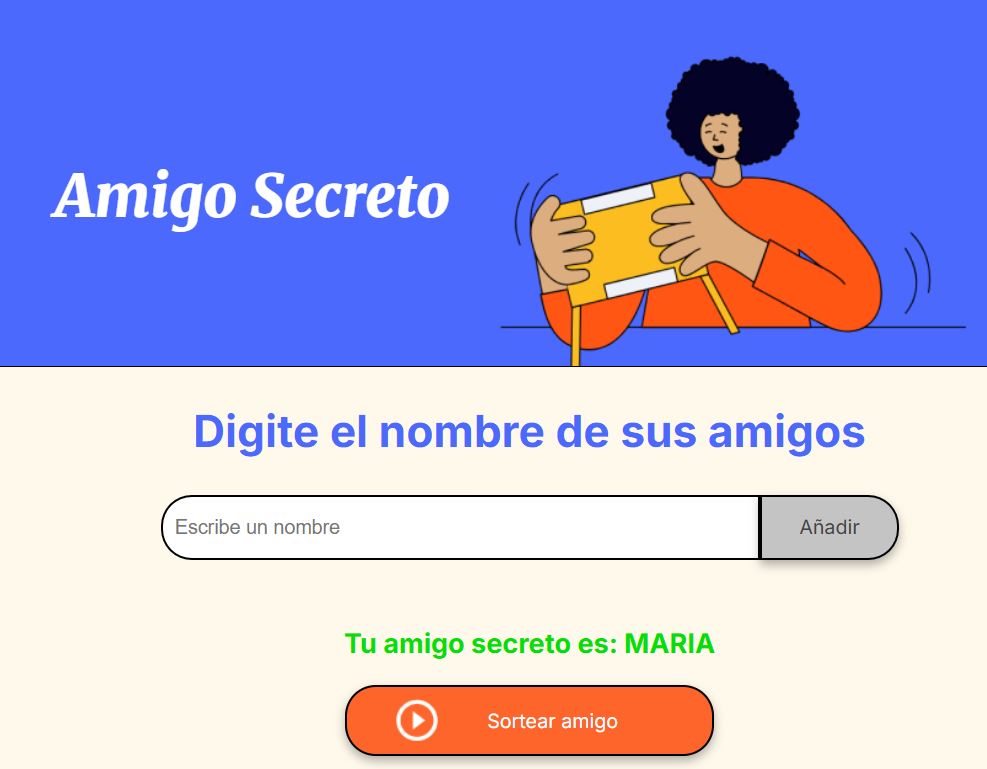 Amigo Secreto
Digite el nombre de sus amigos
Escribe un nombre
Añadir
Tu amigo secreto es: MARIA
Sortear amigo